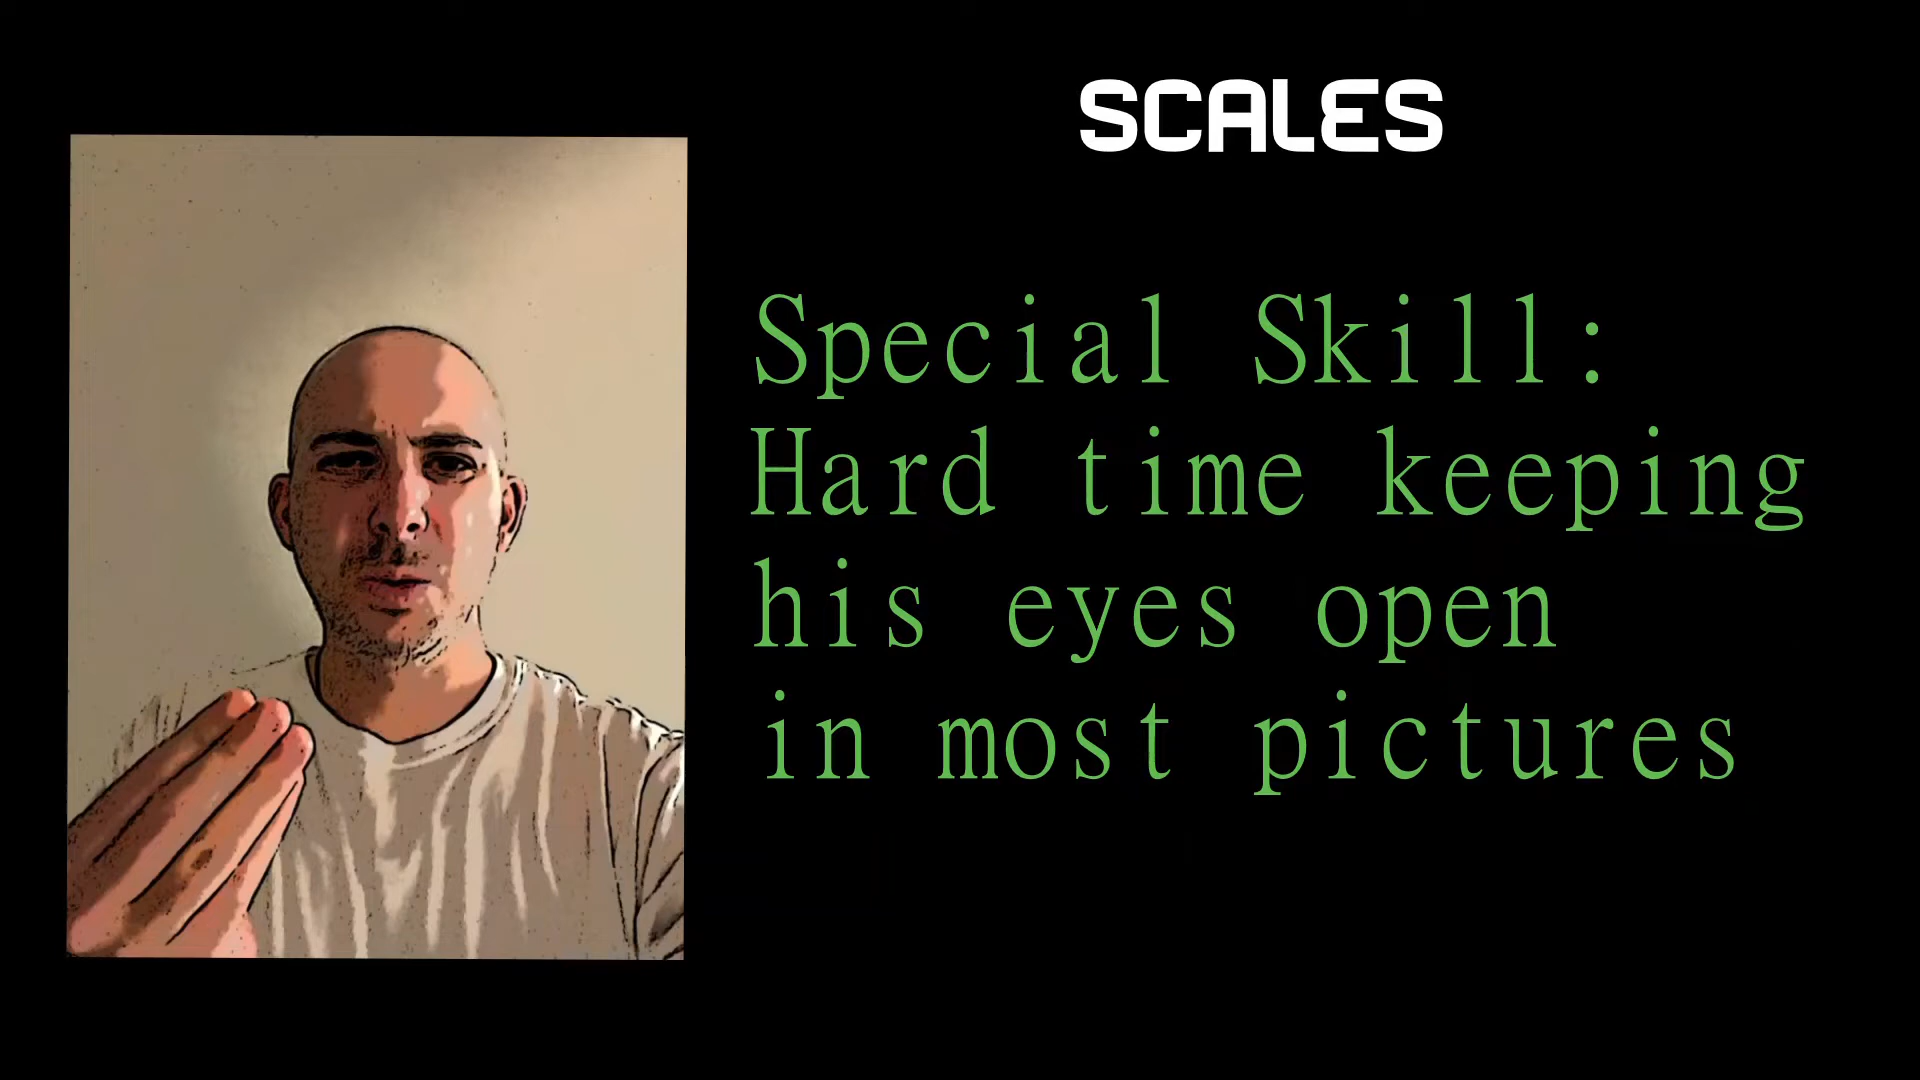 SCALES
Special Skill:
Hard time keeping
his eyes open
in most pictures